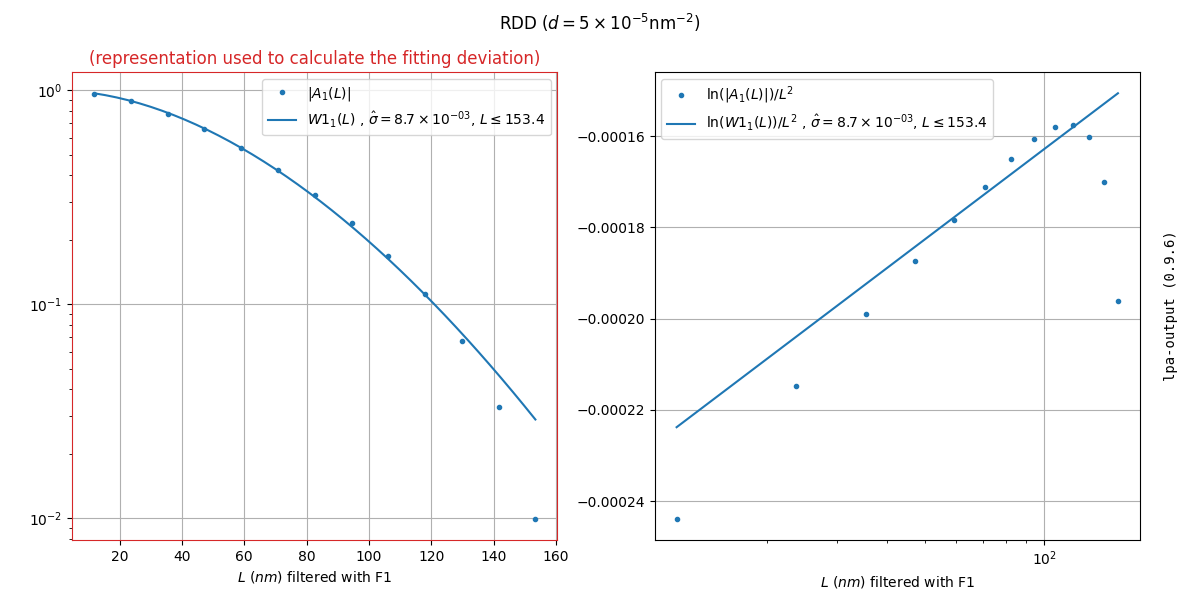 RDD (d = 5 × 10⁻⁵nm⁻²)
(representation used to calculate the fitting deviation)
|A₁(L)|
W1₁(L) , σ̂ = 8.7 × 10⁻⁰³, L ≤ 153.4
10⁰
10⁻¹
10⁻²
20 40 60 80 100 120 140 160
L (nm) filtered with F1
ln(|A₁(L)|)/L²
ln(W1₁(L))/L² , σ̂ = 8.7 × 10⁻⁰³, L ≤ 153.4
−0.00016
−0.00018
−0.00020
−0.00022
−0.00024
10²
L (nm) filtered with F1
lpa-output (0.9.6)